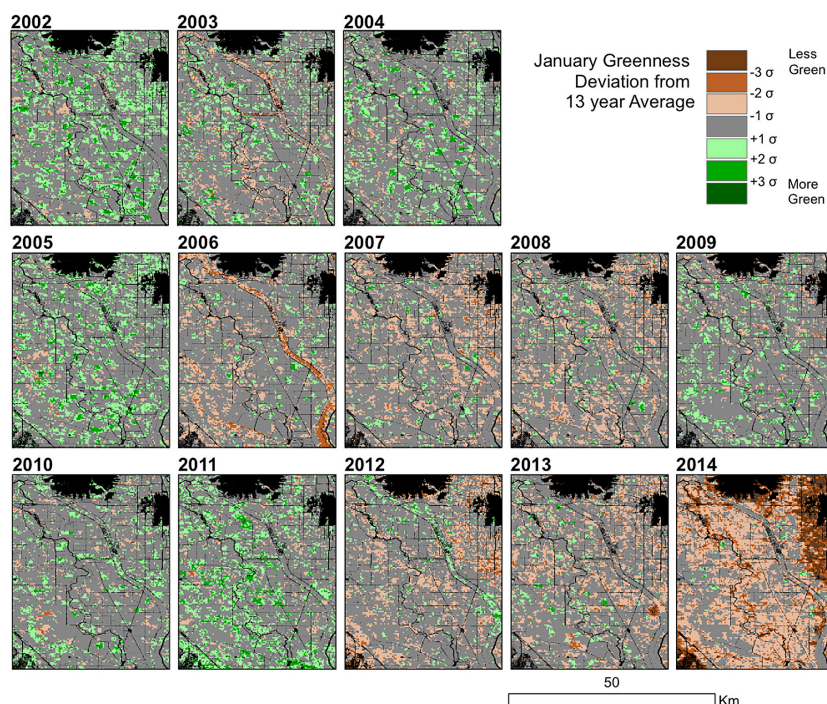 2002
2003
2004
January Greenness
Deviation from
13 year Average
Less
Green
-3 σ
-2 σ
-1 σ
+1 σ
+2 σ
+3 σ
More
Green
2005
2006
2007
2008
2009
2010
2011
2012
2013
2014
50
Km